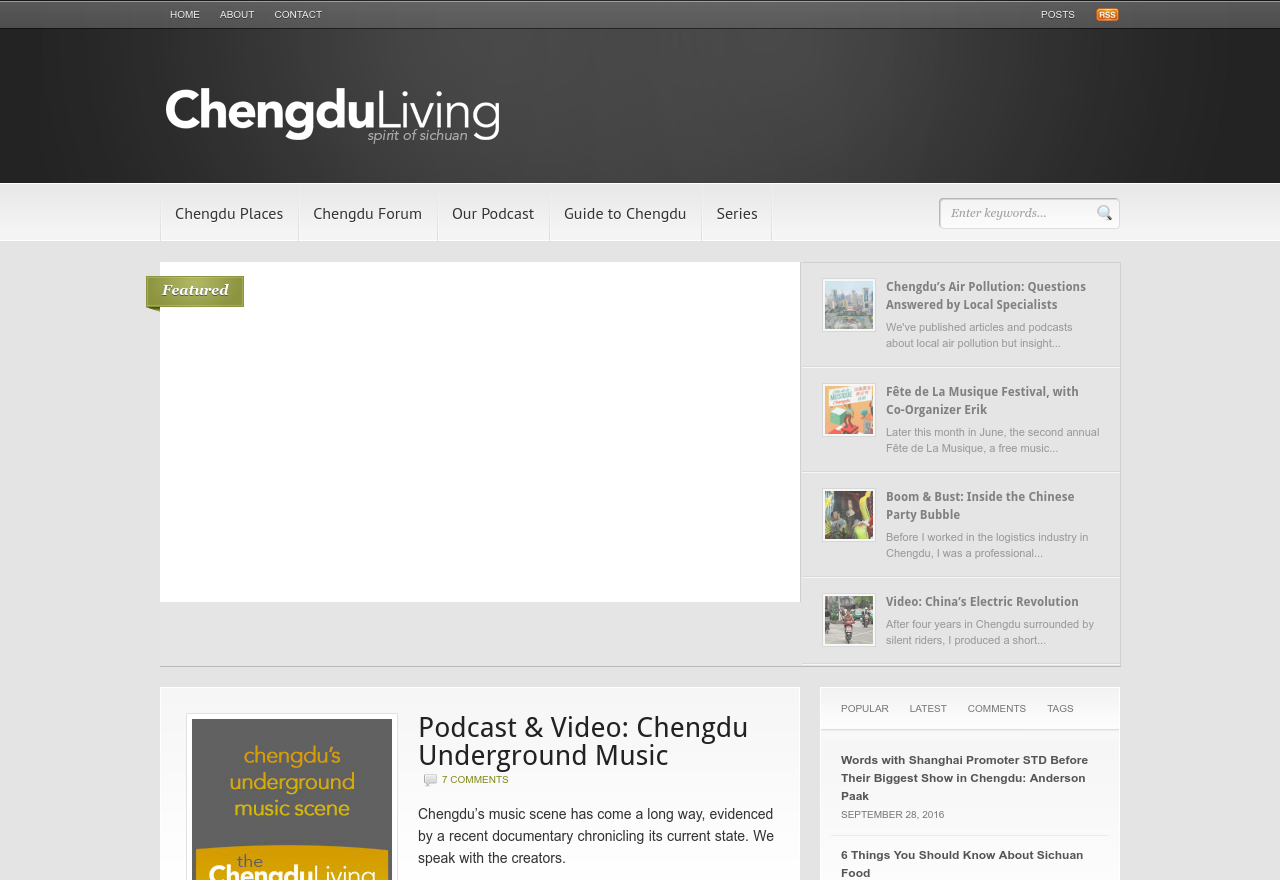 HOME ABOUT CONTACT POSTS RSS
ChengduLiving
spirit of sichuan
Chengdu Places Chengdu Forum Our Podcast Guide to Chengdu Series Enter keywords...
Featured
Chengdu's Air Pollution: Questions
Answered by Local Specialists
We've published articles and podcasts
about local air pollution but insight...
Fête de La Musique Festival, with
Co-Organizer Erik
Later this month in June, the second annual
Fête de La Musique, a free music...
Boom & Bust: Inside the Chinese
Party Bubble
Before I worked in the logistics industry in
Chengdu, I was a professional...
Video: China's Electric Revolution
After four years in Chengdu surrounded by
silent riders, I produced a short...
chengdu's
underground
music scene
the
ChengduLiving
Podcast & Video: Chengdu
Underground Music
7 COMMENTS
Chengdu's music scene has come a long way, evidenced
by a recent documentary chronicling its current state. We
speak with the creators.
POPULAR LATEST COMMENTS TAGS
Words with Shanghai Promoter STD Before
Their Biggest Show in Chengdu: Anderson
Paak
SEPTEMBER 28, 2016
6 Things You Should Know About Sichuan
Food